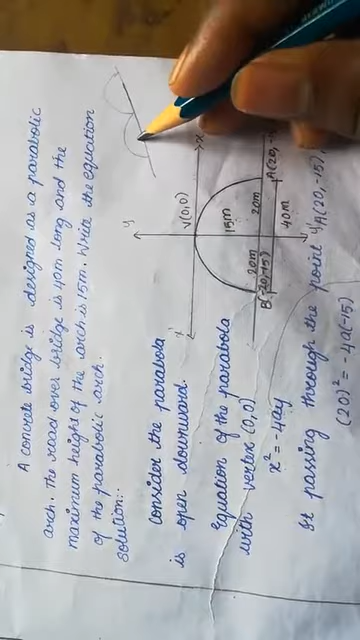 A concrete bridge is designed as a parabolic
arch. the road over bridge is 40m long and the
maximum height of the arch is 15m. Write the equation
of the parabolic arch.
solution:-
Consider the parabola
is open downward.
Equation of the parabola
with vertex (0,0)
x² = -4ay
It passing through the point A(20,-15),
(20)² = -4a(-15)
y
V(0,0)
x
x'
15m
20m
20m
B(-20,-15)
A(20,-15)
40m
y'